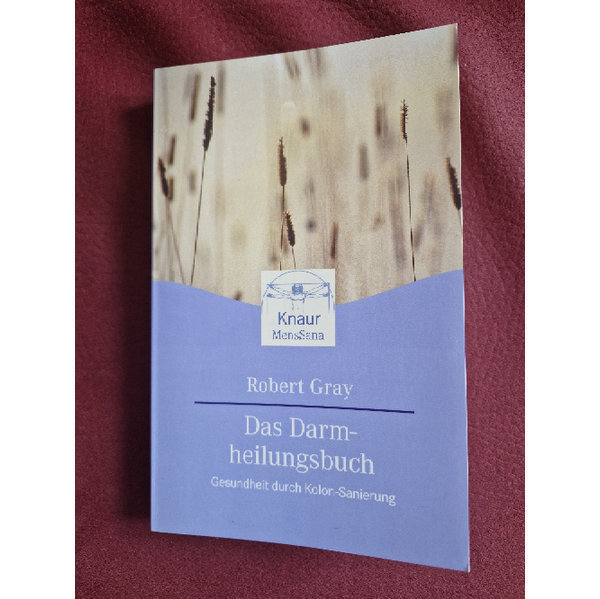 Knaur
MensSana
Robert Gray
Das Darm-
heilungsbuch
Gesundheit durch Kolon-Sanierung